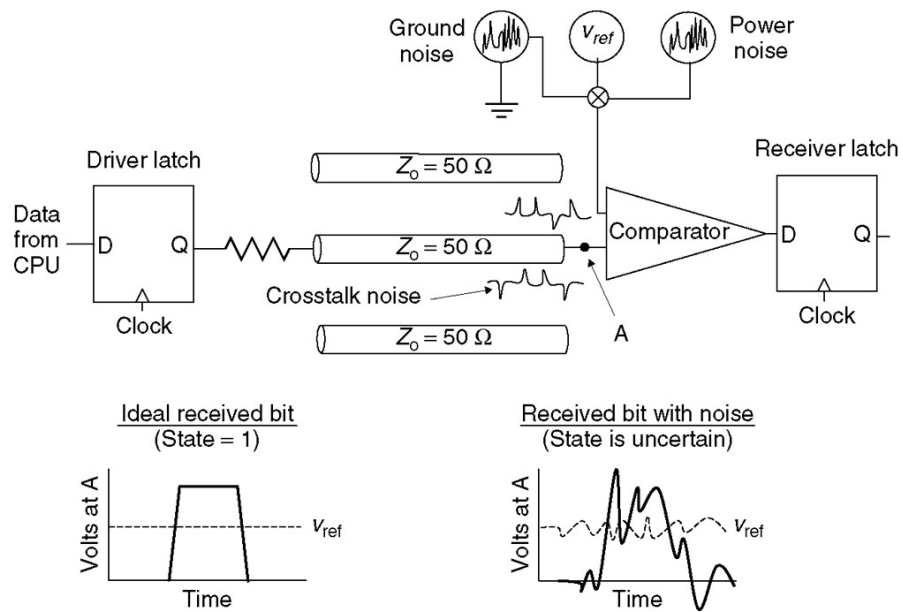 Ground
noise
v_ref
Power
noise
Driver latch
Z_o = 50 Ω
Receiver latch
Data
from
CPU
D
Q
Z_o = 50 Ω
Comparator
D
Q
Crosstalk noise
Clock
Clock
Z_o = 50 Ω
A
Ideal received bit
(State = 1)
Volts at A
v_ref
Time
Received bit with noise
(State is uncertain)
Volts at A
v_ref
Time